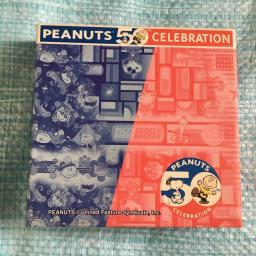 PEANUTS 50 CELEBRATION
PEANUTS
50
CELEBRATION
PEANUTS © United Feature Syndicate, Inc.